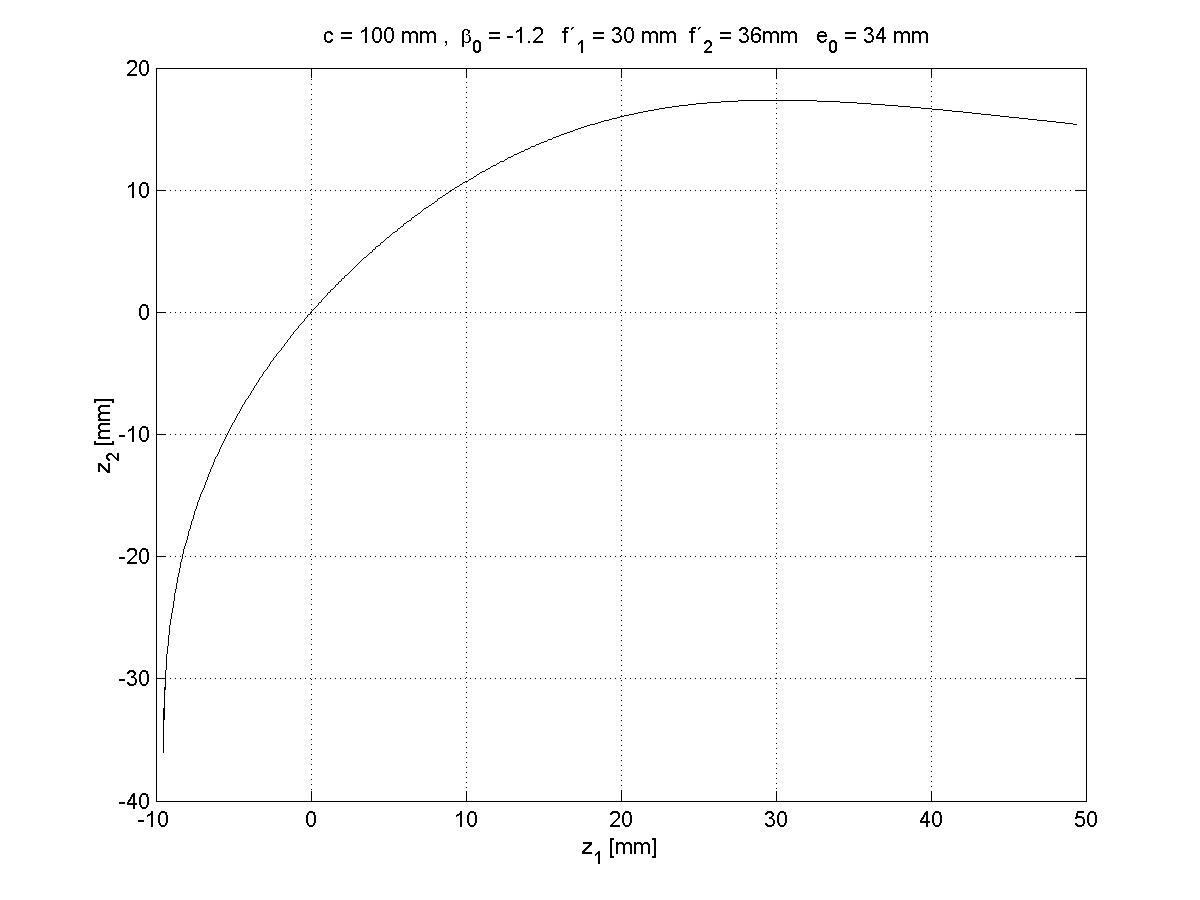 c = 100 mm , β₀ = -1.2 f´₁ = 30 mm f´₂ = 36mm e₀ = 34 mm
20
10
0
-10
-20
-30
-40
z₂ [mm]
-10 0 10 20 30 40 50
z₁ [mm]